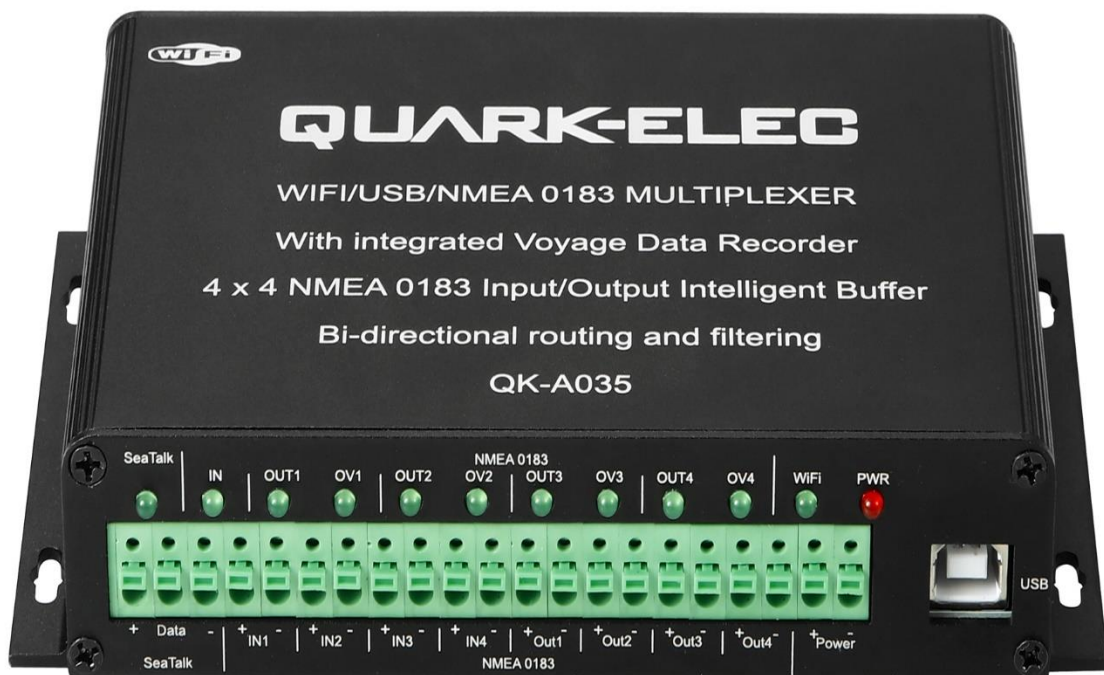 WiFi
QUARK-ELEC
WIFI/USB/NMEA 0183 MULTIPLEXER
With integrated Voyage Data Recorder
4 x 4 NMEA 0183 Input/Output Intelligent Buffer
Bi-directional routing and filtering
QK-A035
NMEA 0183
SeaTalk IN OUT1 OV1 OUT2 OV2 OUT3 OV3 OUT4 OV4 WiFi PWR
USB
+ Data - + IN1 - + IN2 - + IN3 - + IN4 - + Out1 - + Out2 - + Out3 - + Out4 - + Power -
SeaTalk NMEA 0183